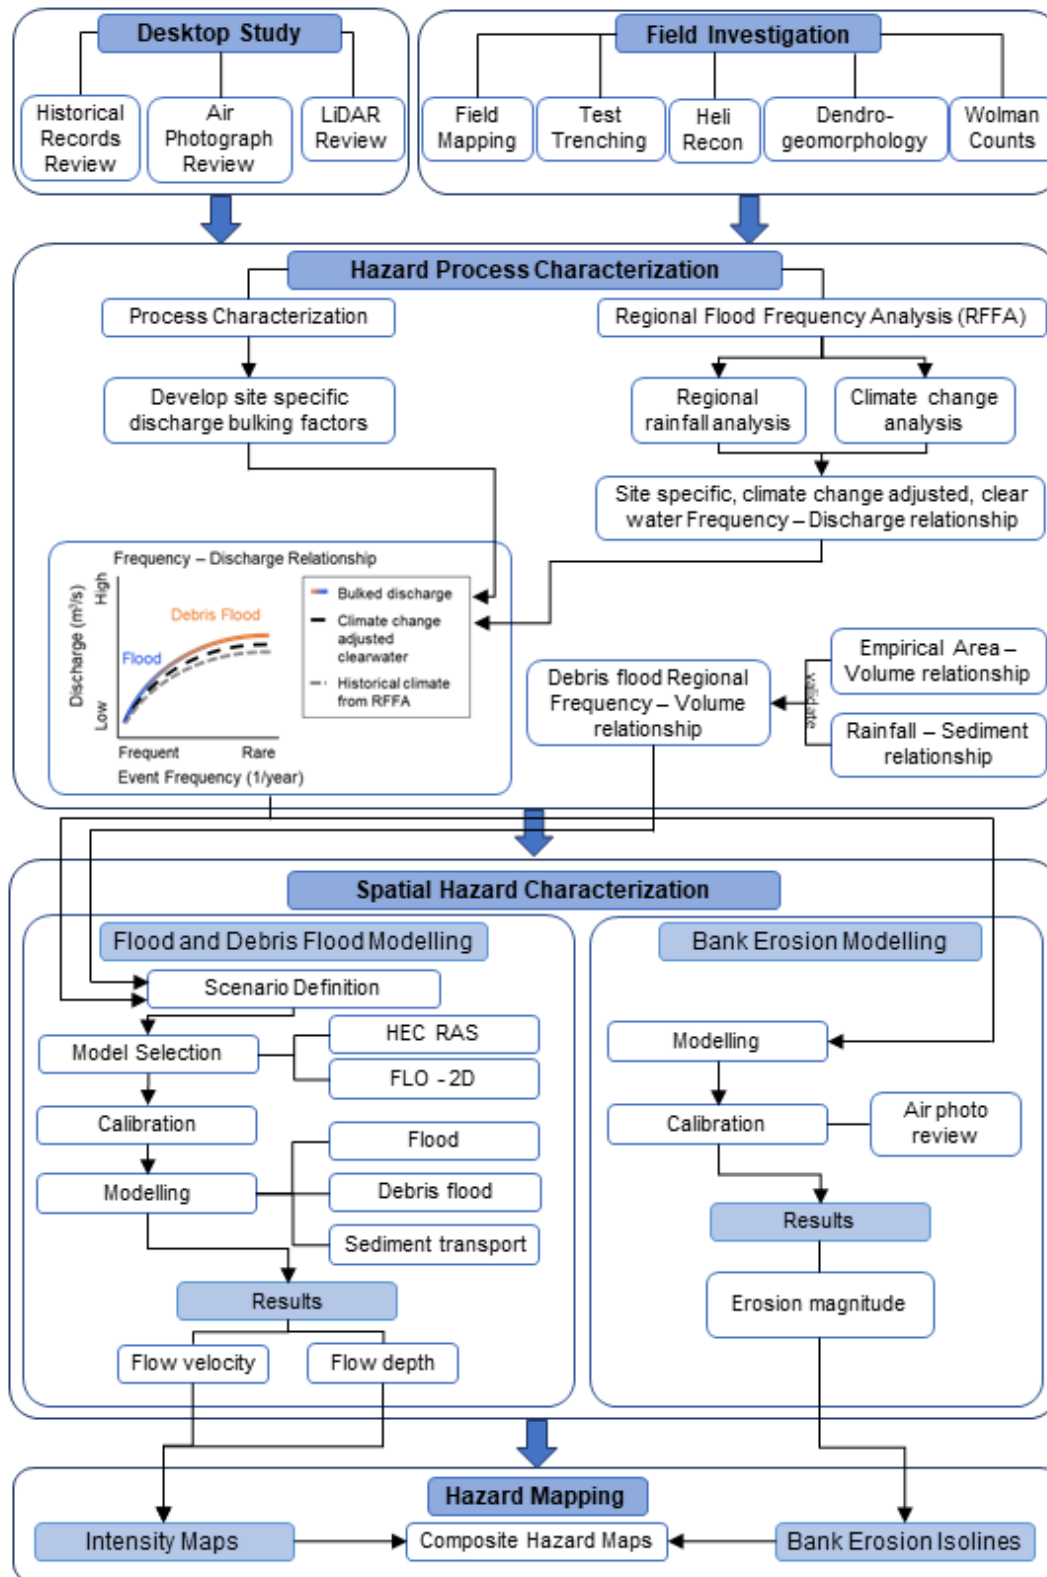 Desktop Study
Historical
Records
Review
Air
Photograph
Review
LiDAR
Review
Field Investigation
Field
Mapping
Test
Trenching
Heli
Recon
Dendro-
geomorphology
Wolman
Counts
Hazard Process Characterization
Process Characterization
Develop site specific
discharge bulking factors
Regional Flood Frequency Analysis (RFFA)
Regional
rainfall analysis
Climate change
analysis
Site specific, climate change adjusted, clear
water Frequency – Discharge relationship
Frequency – Discharge Relationship
Discharge (m³/s)
High
Low
Debris Flood
Flood
Frequent
Rare
Event Frequency (1/year)
Bulked discharge
Climate change
adjusted
clearwater
Historical climate
from RFFA
Debris flood Regional
Frequency – Volume
relationship
validate
Empirical Area –
Volume relationship
Rainfall – Sediment
relationship
Spatial Hazard Characterization
Flood and Debris Flood Modelling
Scenario Definition
Model Selection
HEC RAS
FLO - 2D
Calibration
Modelling
Flood
Debris flood
Sediment transport
Results
Flow velocity
Flow depth
Bank Erosion Modelling
Modelling
Calibration
Air photo
review
Results
Erosion magnitude
Hazard Mapping
Intensity Maps
Composite Hazard Maps
Bank Erosion Isolines